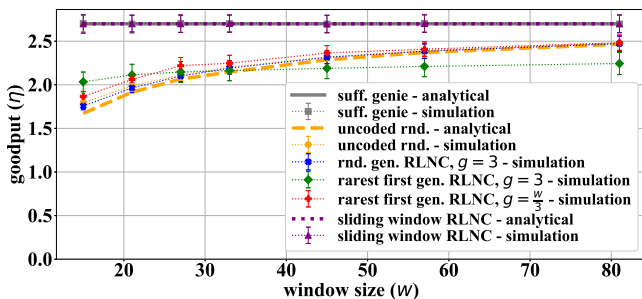 goodput (η)
2.5
2.0
1.5
1.0
0.5
0.0
suff. genie - analytical
suff. genie - simulation
uncoded rnd. - analytical
uncoded rnd. - simulation
rnd. gen. RLNC, g = 3 - simulation
rarest first gen. RLNC, g = 3 - simulation
rarest first gen. RLNC, g = w/3 - simulation
sliding window RLNC - analytical
sliding window RLNC - simulation
20 30 40 50 60 70 80
window size (w)